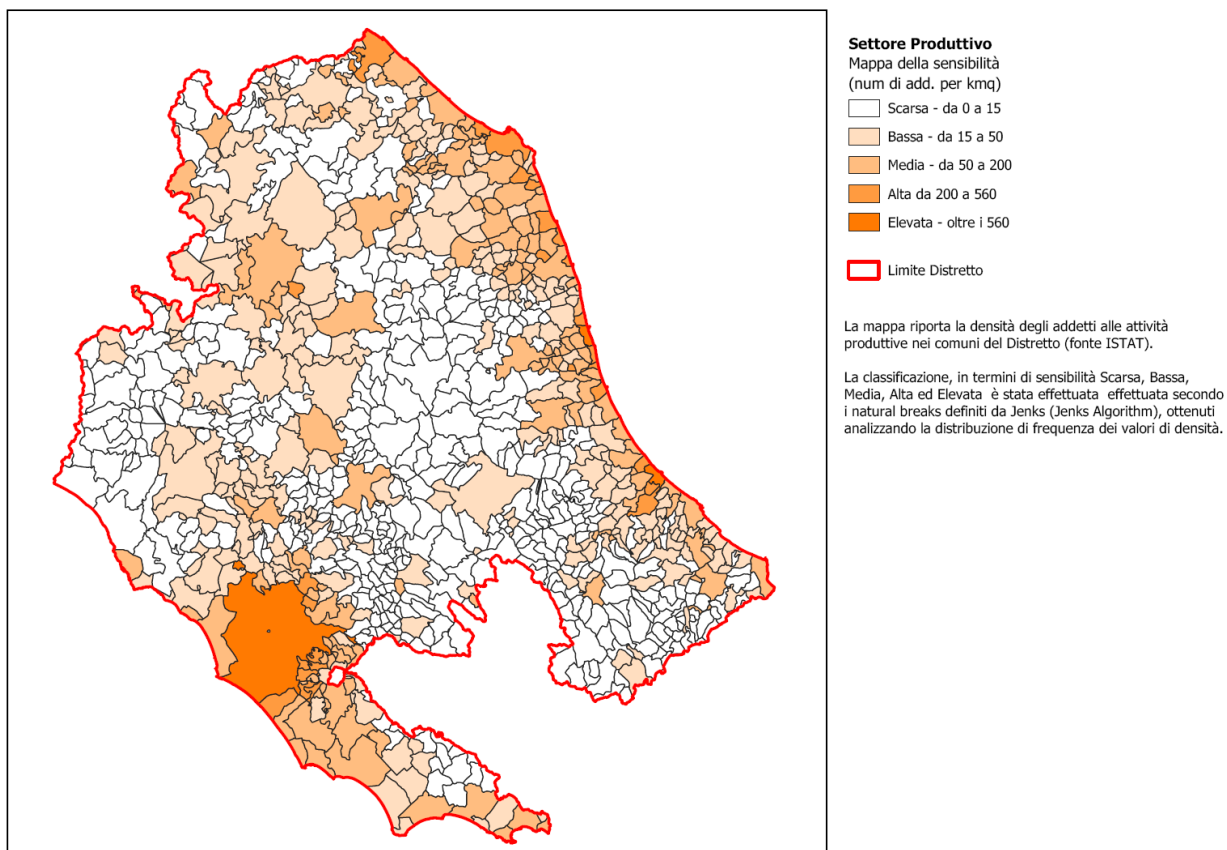 Settore Produttivo
Mappa della sensibilità
(num di add. per kmq)
Scarsa - da 0 a 15
Bassa - da 15 a 50
Media - da 50 a 200
Alta da 200 a 560
Elevata - oltre i 560
Limite Distretto
La mappa riporta la densità degli addetti alle attività
produttive nei comuni del Distretto (fonte ISTAT).
La classificazione, in termini di sensibilità Scarsa, Bassa,
Media, Alta ed Elevata è stata effettuata effettuata secondo
i natural breaks definiti da Jenks (Jenks Algorithm), ottenuti
analizzando la distribuzione di frequenza dei valori di densità.